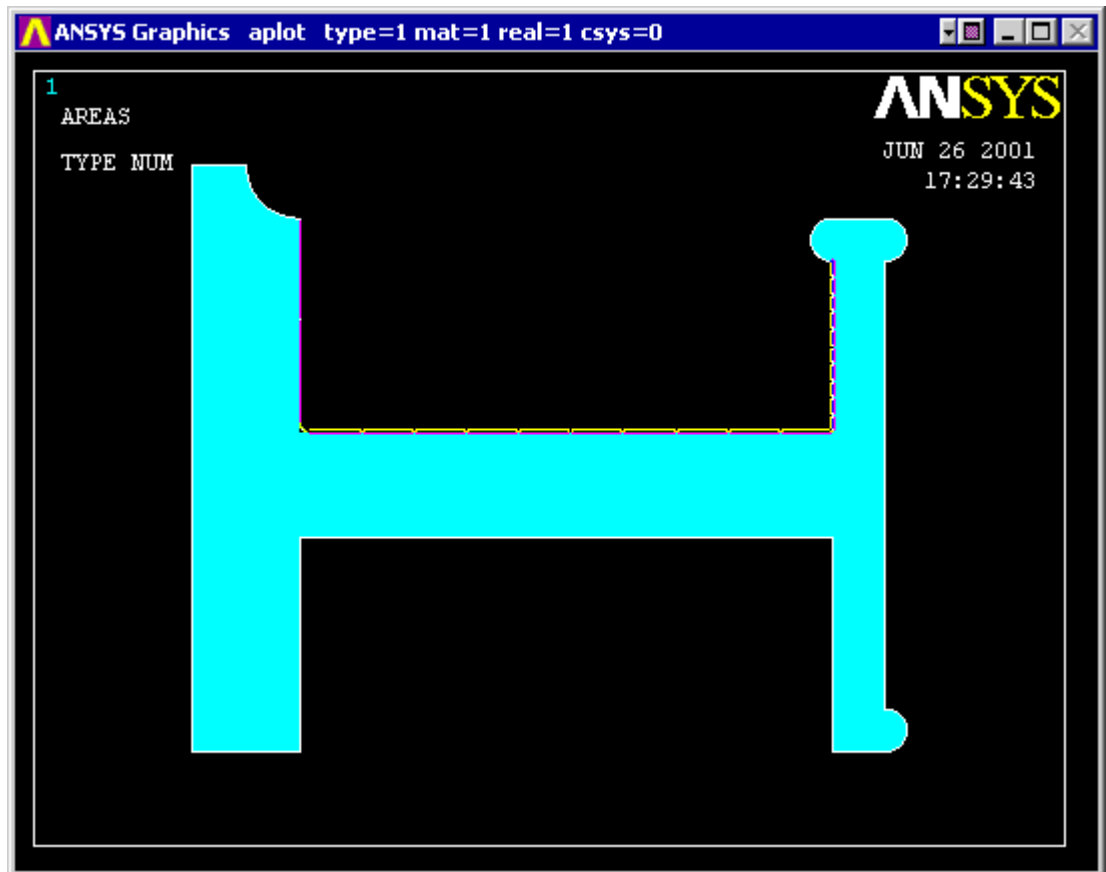 ANSYS Graphics aplot type=1 mat=1 real=1 csys=0
1
AREAS
TYPE NUM
ANSYS
JUN 26 2001
17:29:43